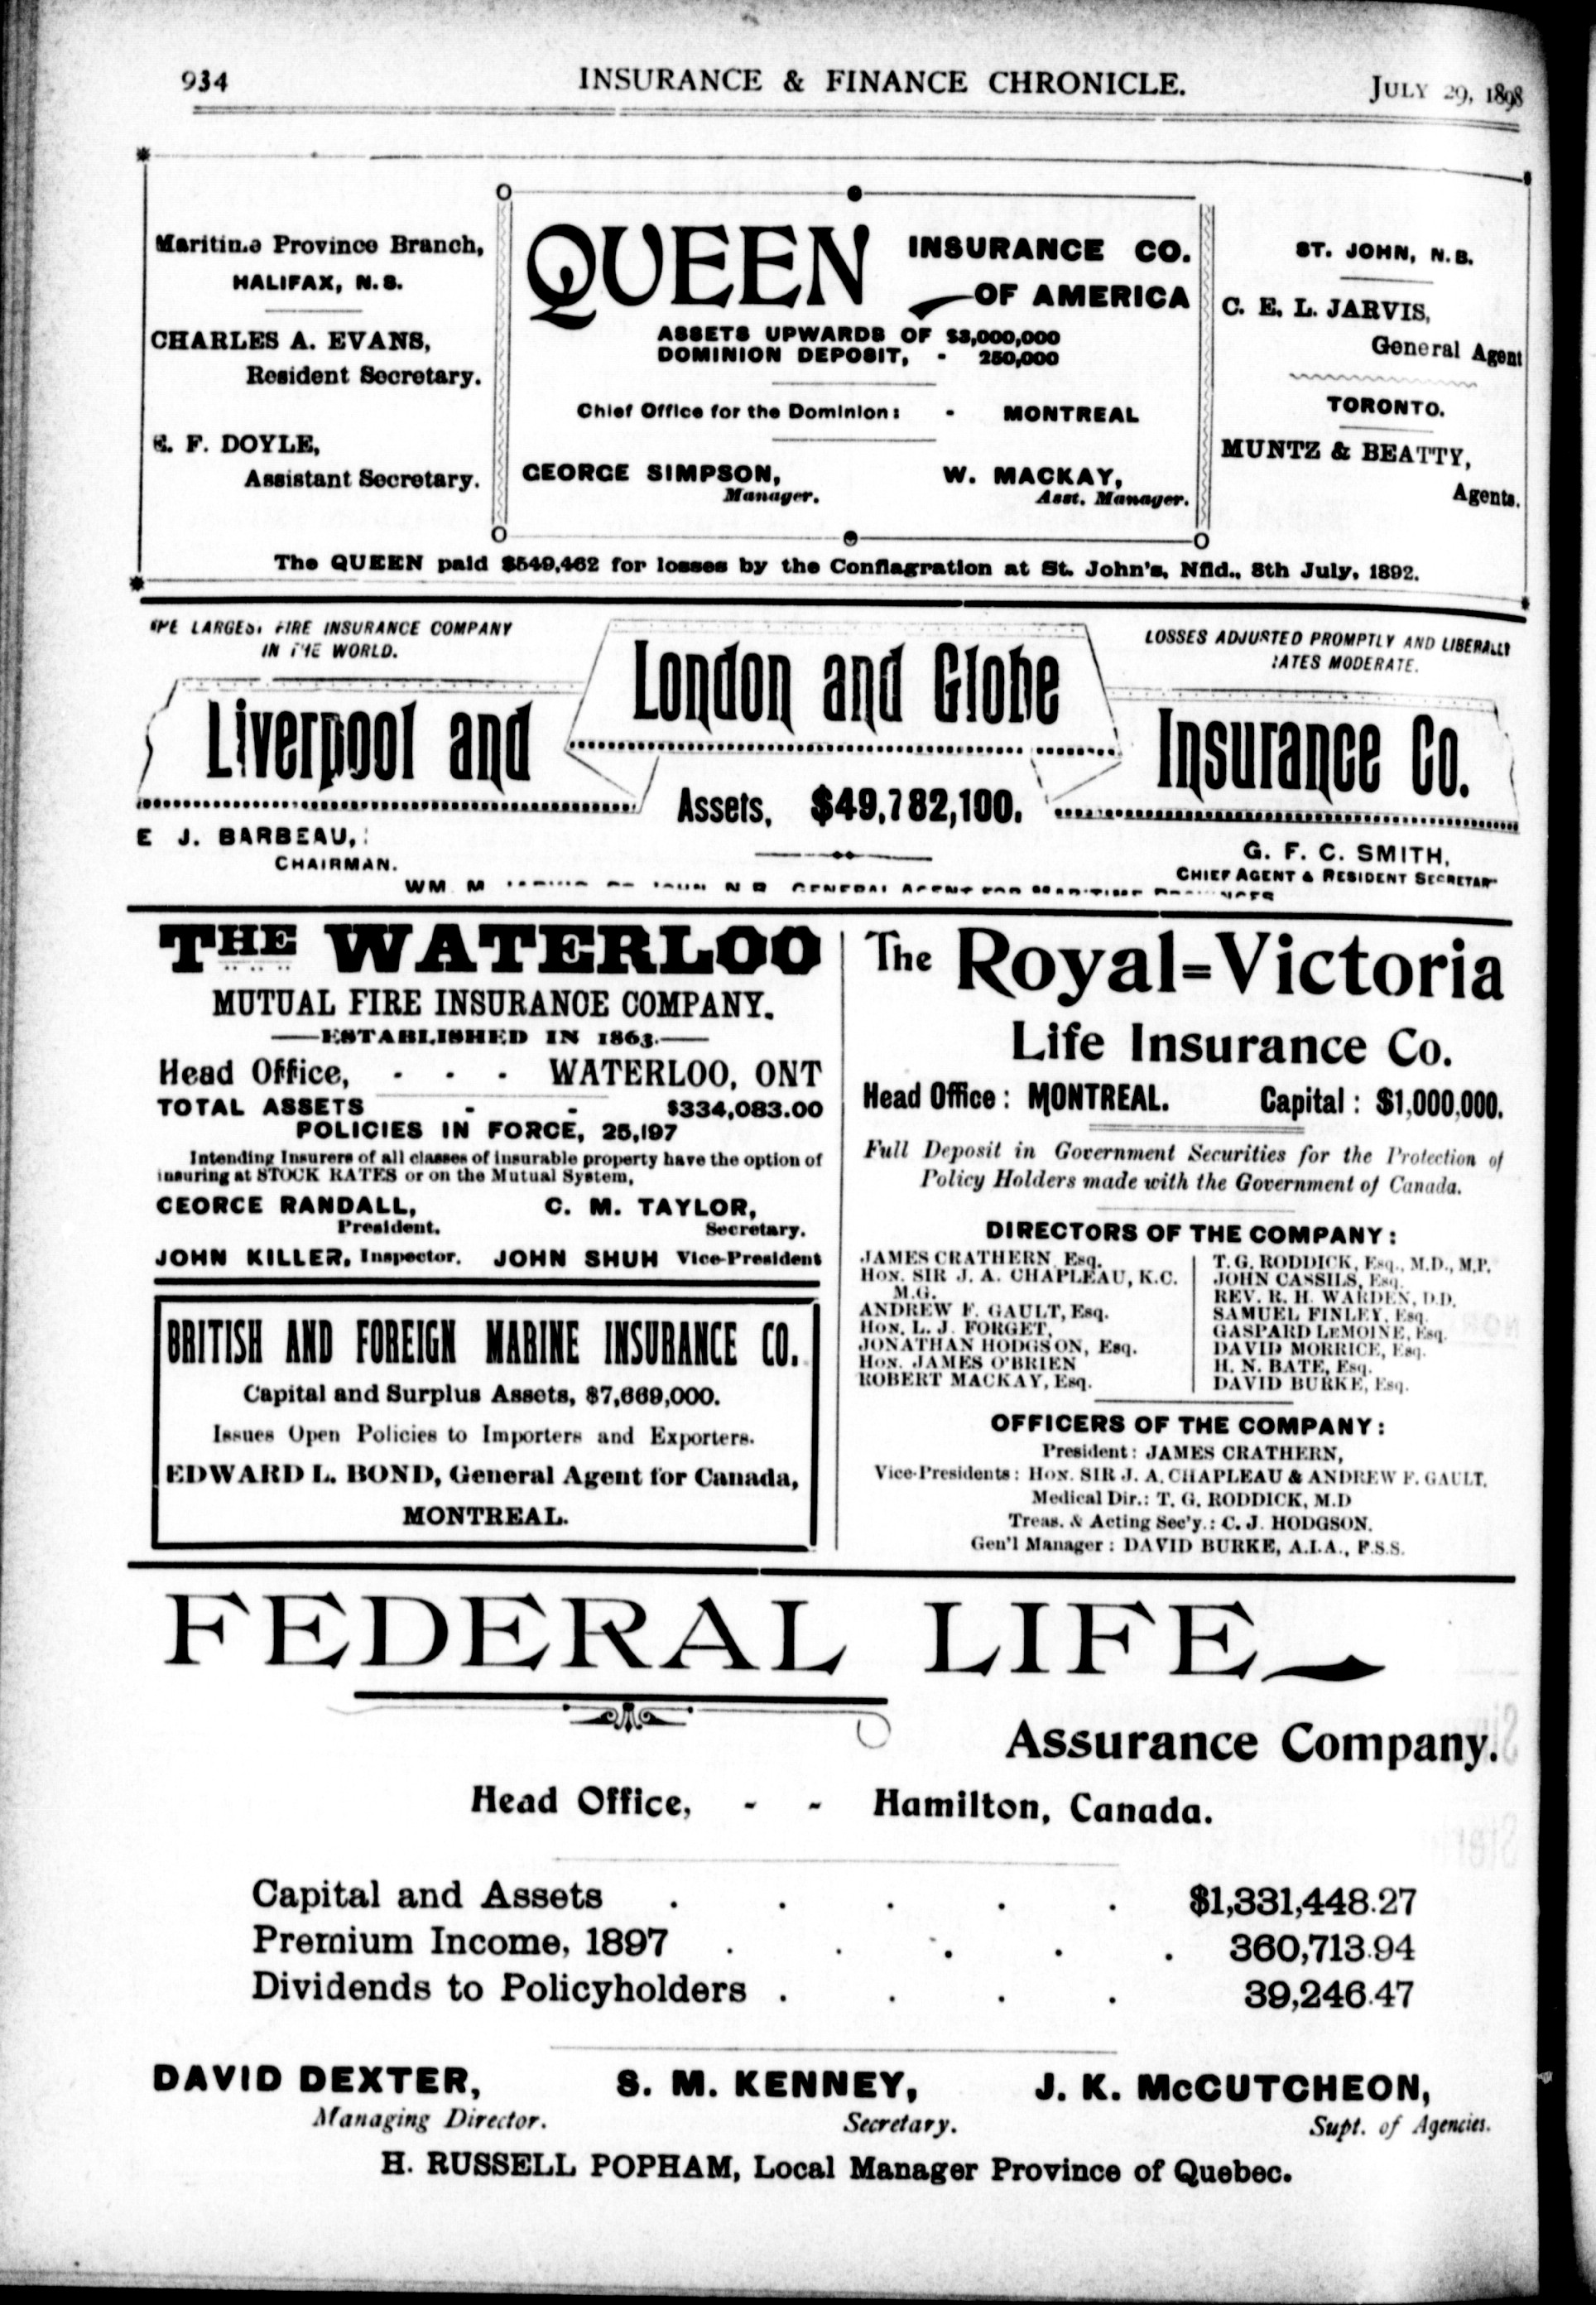 934 INSURANCE & FINANCE CHRONICLE. JULY 29, 1898
Maritime Province Branch,
HALIFAX, N.S.
CHARLES A. EVANS,
Resident Secretary.
F. DOYLE,
Assistant Secretary.
QUEEN INSURANCE CO.
OF AMERICA
ASSETS UPWARDS OF $3,000,000
DOMINION DEPOSIT, - 250,000
Chief Office for the Dominion: - MONTREAL
GEORGE SIMPSON,
Manager.
W. MACKAY,
Asst. Manager.
ST. JOHN, N.B.
C. E. L. JARVIS,
General Agent
TORONTO.
MUNTZ & BEATTY,
Agents.
The QUEEN paid $549,462 for losses by the Conflagration at St. John's, Nfld., 8th July, 1892.
THE LARGEST FIRE INSURANCE COMPANY
IN THE WORLD.
LOSSES ADJUSTED PROMPTLY AND LIBERALLY
RATES MODERATE.
Liverpool and London and Globe Insurance Co.
Assets, $49,782,100.
E J. BARBEAU,
CHAIRMAN.
G. F. C. SMITH,
CHIEF AGENT & RESIDENT SECRETARY
WM M JARVIS ST JOHN N B GENERAL AGENT FOR MARITIME PROVINCES
THE WATERLOO
MUTUAL FIRE INSURANCE COMPANY.
ESTABLISHED IN 1863.
Head Office, - - - WATERLOO, ONT
TOTAL ASSETS - - $334,083.00
POLICIES IN FORCE, 25,197
Intending Insurers of all classes of insurable property have the option of
insuring at STOCK RATES or on the Mutual System,
GEORGE RANDALL,
President.
C. M. TAYLOR,
Secretary.
JOHN KILLER, Inspector. JOHN SHUH Vice-President
BRITISH AND FOREIGN MARINE INSURANCE CO.
Capital and Surplus Assets, $7,669,000.
Issues Open Policies to Importers and Exporters.
EDWARD L. BOND, General Agent for Canada,
MONTREAL.
The Royal=Victoria
Life Insurance Co.
Head Office: MONTREAL. Capital: $1,000,000.
Full Deposit in Government Securities for the Protection of
Policy Holders made with the Government of Canada.
DIRECTORS OF THE COMPANY:
JAMES CRATHERN Esq.
HON. SIR J. A. CHAPLEAU, K.C.
M.G.
ANDREW F. GAULT, Esq.
HON. L. J FORGET,
JONATHAN HODGSON, Esq.
HON. JAMES O'BRIEN
ROBERT MACKAY, Esq.
T. G. RODDICK, Esq., M.D., M.P.
JOHN CASSILS, Esq.
REV. R. H. WARDEN, D.D.
SAMUEL FINLEY, Esq.
GASPARD LEMOINE, Esq.
DAVID MORRICE, Esq.
H. N. BATE, Esq.
DAVID BURKE, Esq.
OFFICERS OF THE COMPANY:
President: JAMES CRATHERN,
Vice-Presidents: HON. SIR J. A. CHAPLEAU & ANDREW F. GAULT.
Medical Dir.: T. G. RODDICK, M.D
Treas. & Acting Sec'y.: C. J. HODGSON.
Gen'l Manager: DAVID BURKE, A.I.A., F.S.S.
FEDERAL LIFE
Assurance Company.
Head Office, - - Hamilton, Canada.
Capital and Assets . . . . . $1,331,448.27
Premium Income, 1897 . . . . . 360,713.94
Dividends to Policyholders . . . . 39,246.47
DAVID DEXTER,
Managing Director.
S. M. KENNEY,
Secretary.
J. K. McCUTCHEON,
Supt. of Agencies.
H. RUSSELL POPHAM, Local Manager Province of Quebec.